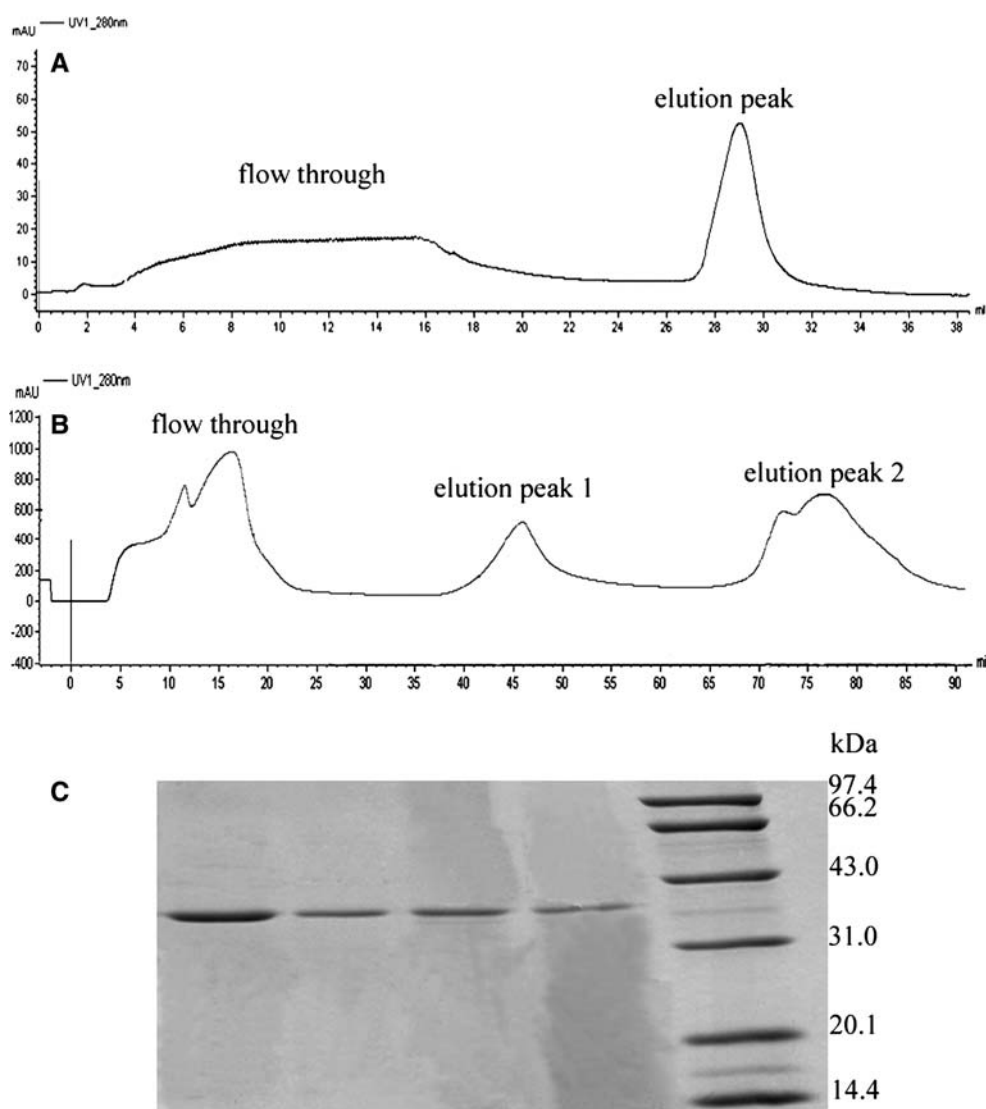 mAU
UV1_280nm
A
70
60
50
40
30
20
10
0
elution peak
flow through
0 2 4 6 8 10 12 14 16 18 20 22 24 26 28 30 32 34 36 38 ml
mAU
UV1_280nm
B
1200
1000
800
600
400
200
0
-200
-400
flow through
elution peak 1
elution peak 2
0 5 10 15 20 25 30 35 40 45 50 55 60 65 70 75 80 85 90
C
kDa
97.4
66.2
43.0
31.0
20.1
14.4